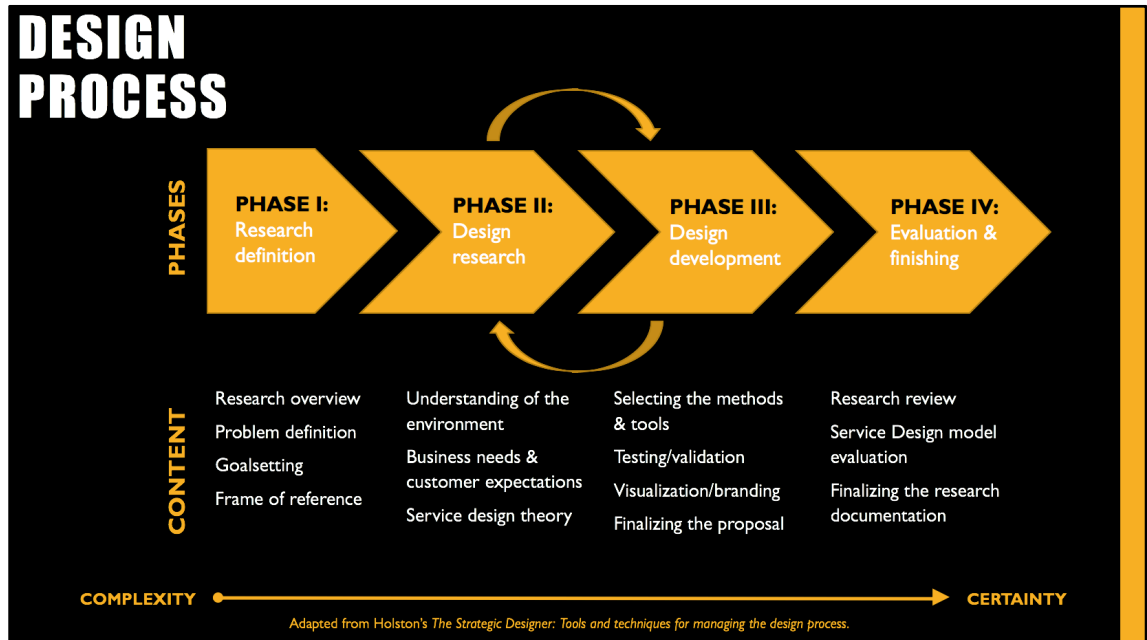 DESIGN
PROCESS
PHASES
PHASE I:
Research
definition
PHASE II:
Design
research
PHASE III:
Design
development
PHASE IV:
Evaluation &
finishing
CONTENT
Research overview
Problem definition
Goalsetting
Frame of reference
Understanding of the
environment
Business needs &
customer expectations
Service design theory
Selecting the methods
& tools
Testing/validation
Visualization/branding
Finalizing the proposal
Research review
Service Design model
evaluation
Finalizing the research
documentation
COMPLEXITY
CERTAINTY
Adapted from Holston's The Strategic Designer: Tools and techniques for managing the design process.